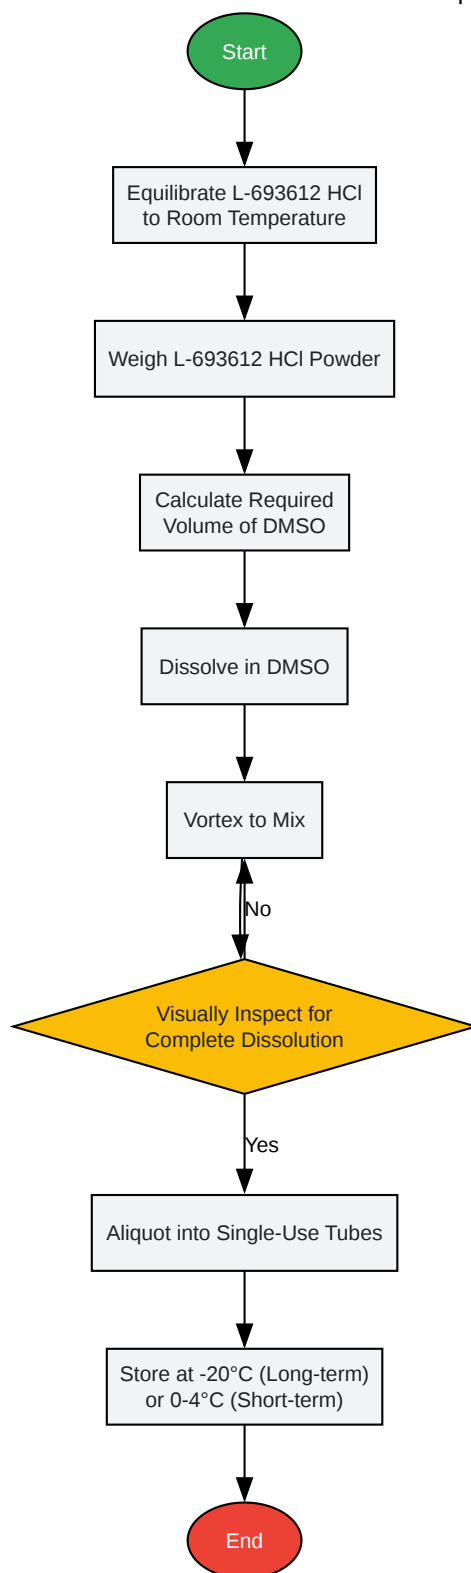 Start
Equilibrate L-693612 HCl
to Room Temperature
Weigh L-693612 HCl Powder
Calculate Required
Volume of DMSO
Dissolve in DMSO
Vortex to Mix
No
Visually Inspect for
Complete Dissolution
Yes
Aliquot into Single-Use Tubes
Store at -20°C (Long-term)
or 0-4°C (Short-term)
End